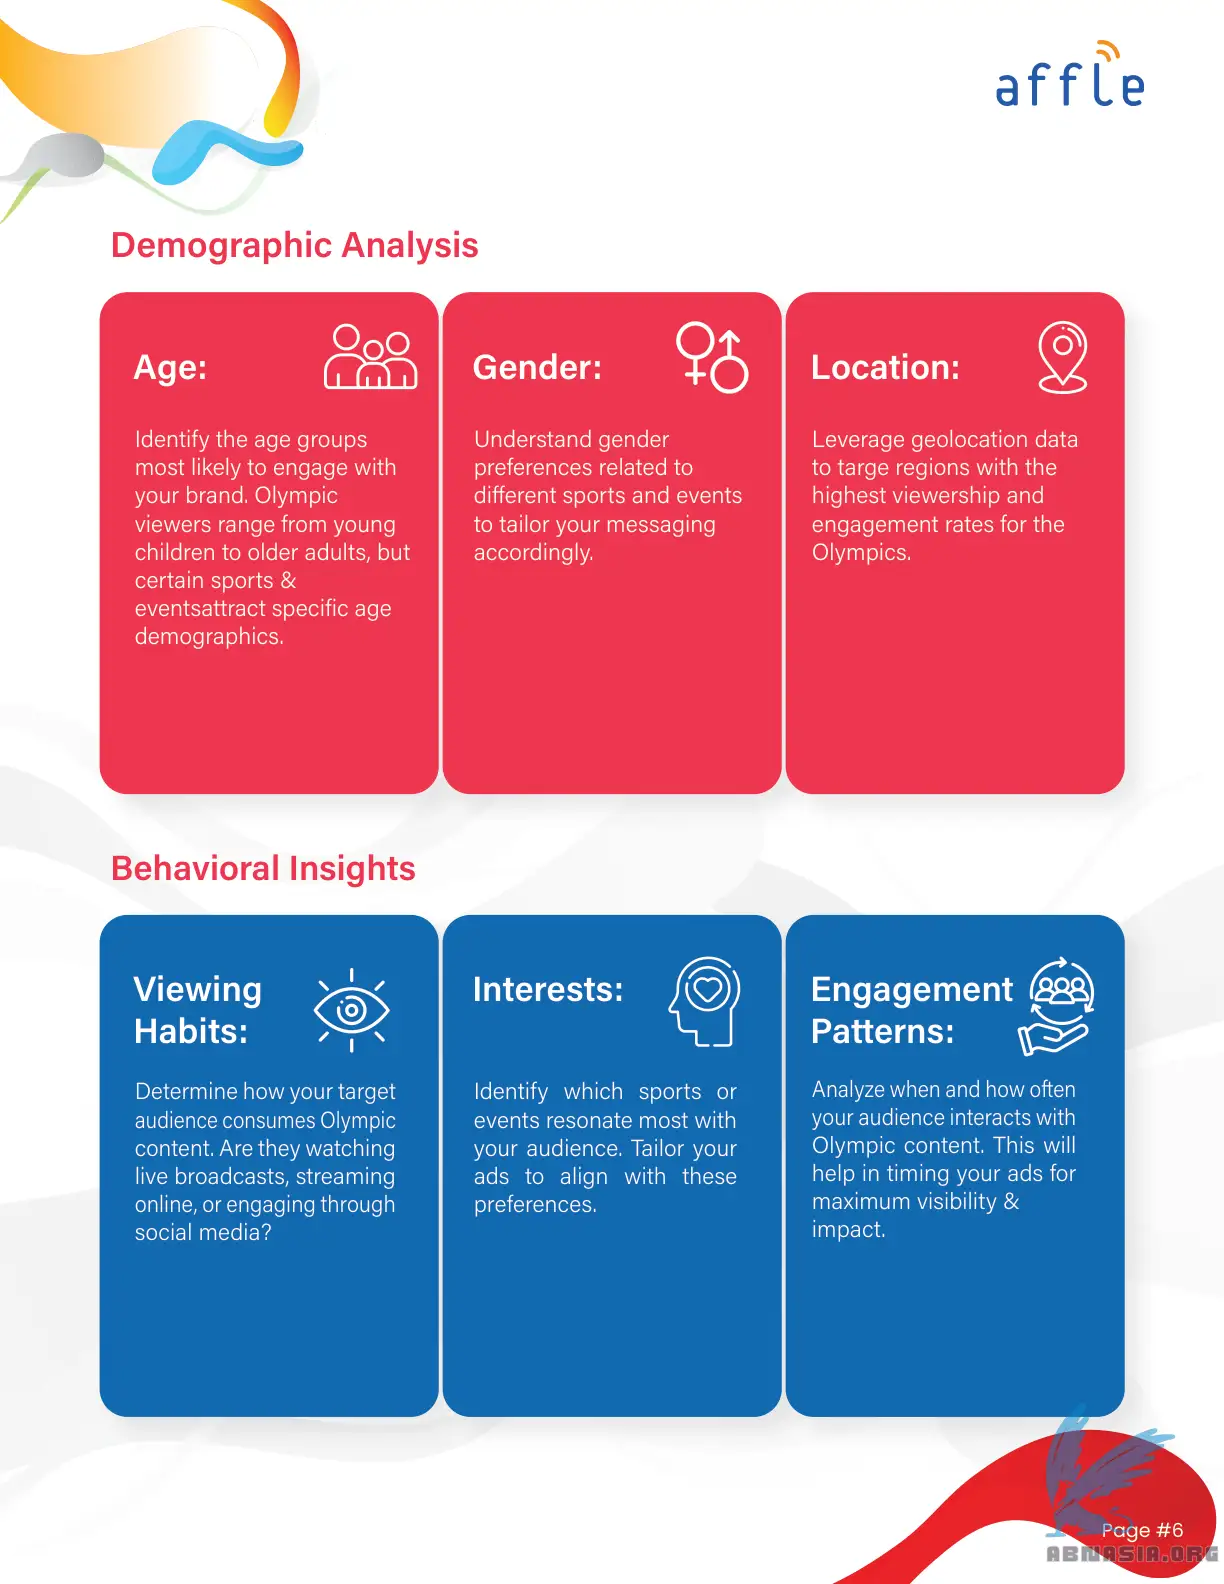 affle
Demographic Analysis
Age:
Identify the age groups
most likely to engage with
your brand. Olympic
viewers range from young
children to older adults, but
certain sports &
eventsattract specific age
demographics.
Gender:
Understand gender
preferences related to
different sports and events
to tailor your messaging
accordingly.
Location:
Leverage geolocation data
to targe regions with the
highest viewership and
engagement rates for the
Olympics.
Behavioral Insights
Viewing
Habits:
Determine how your target
audience consumes Olympic
content. Are they watching
live broadcasts, streaming
online, or engaging through
social media?
Interests:
Identify which sports or
events resonate most with
your audience. Tailor your
ads to align with these
preferences.
Engagement
Patterns:
Analyze when and how often
your audience interacts with
Olympic content. This will
help in timing your ads for
maximum visibility &
impact.
Page #6
ABNASIA.ORG